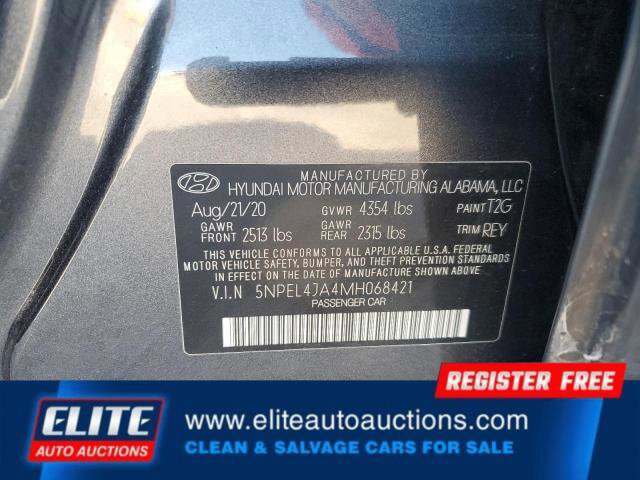 MANUFACTURED BY
HYUNDAI MOTOR MANUFACTURING ALABAMA, LLC
Aug/21/20 GVWR 4354 lbs PAINT T2G
GAWR FRONT 2513 lbs GAWR REAR 2315 lbs TRIM REY
THIS VEHICLE CONFORMS TO ALL APPLICABLE U.S.A. FEDERAL
MOTOR VEHICLE SAFETY, BUMPER, AND THEFT PREVENTION STANDARDS
IN EFFECT ON THE DATE OF MANUFACTURE SHOWN ABOVE.
V.I.N 5NPEL4JA4MH068421
PASSENGER CAR
REGISTER FREE
ELITE
AUTO AUCTIONS
www.eliteautoauctions.com
CLEAN & SALVAGE CARS FOR SALE